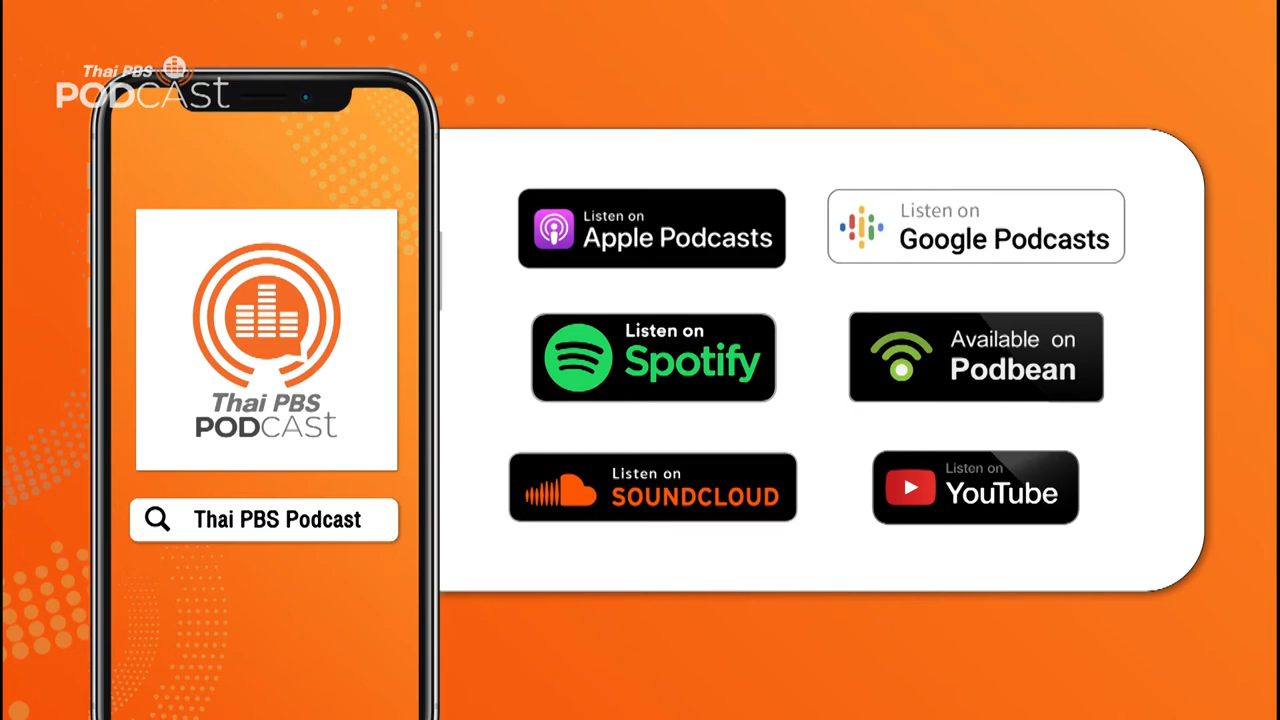 Thai PBS
PODCAST
Thai PBS
PODCAST
Thai PBS Podcast
Listen on
Apple Podcasts
Listen on
Google Podcasts
Listen on
Spotify
Available on
Podbean
Listen on
SOUNDCLOUD
Listen on
YouTube